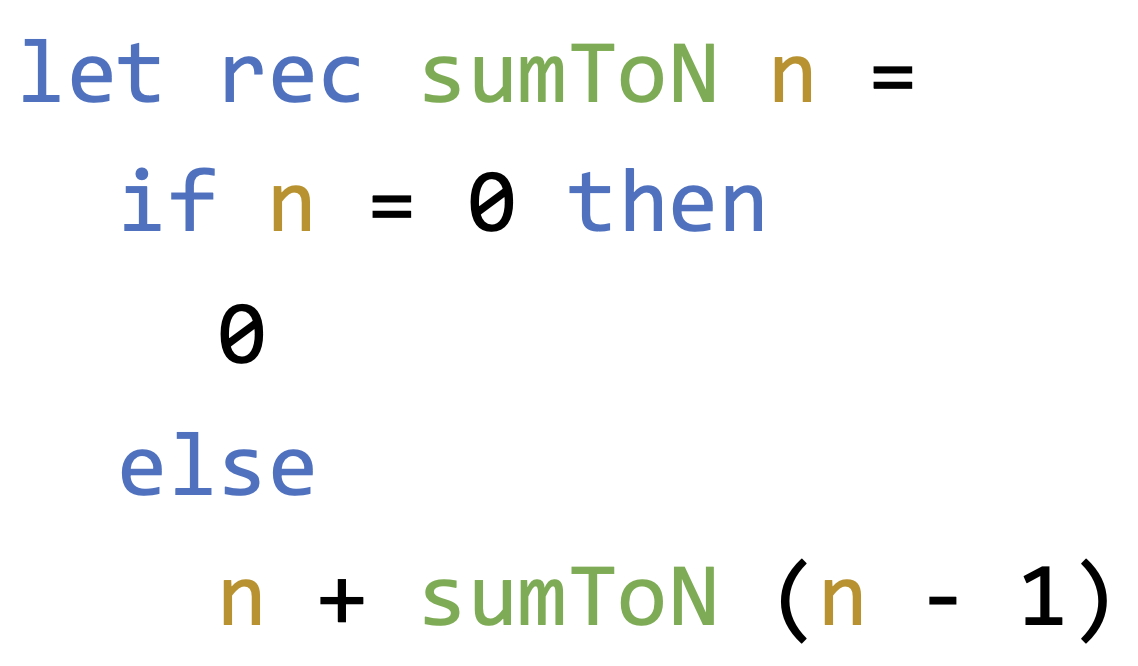 let rec sumToN n =
  if n = 0 then
    0
  else
    n + sumToN (n - 1)